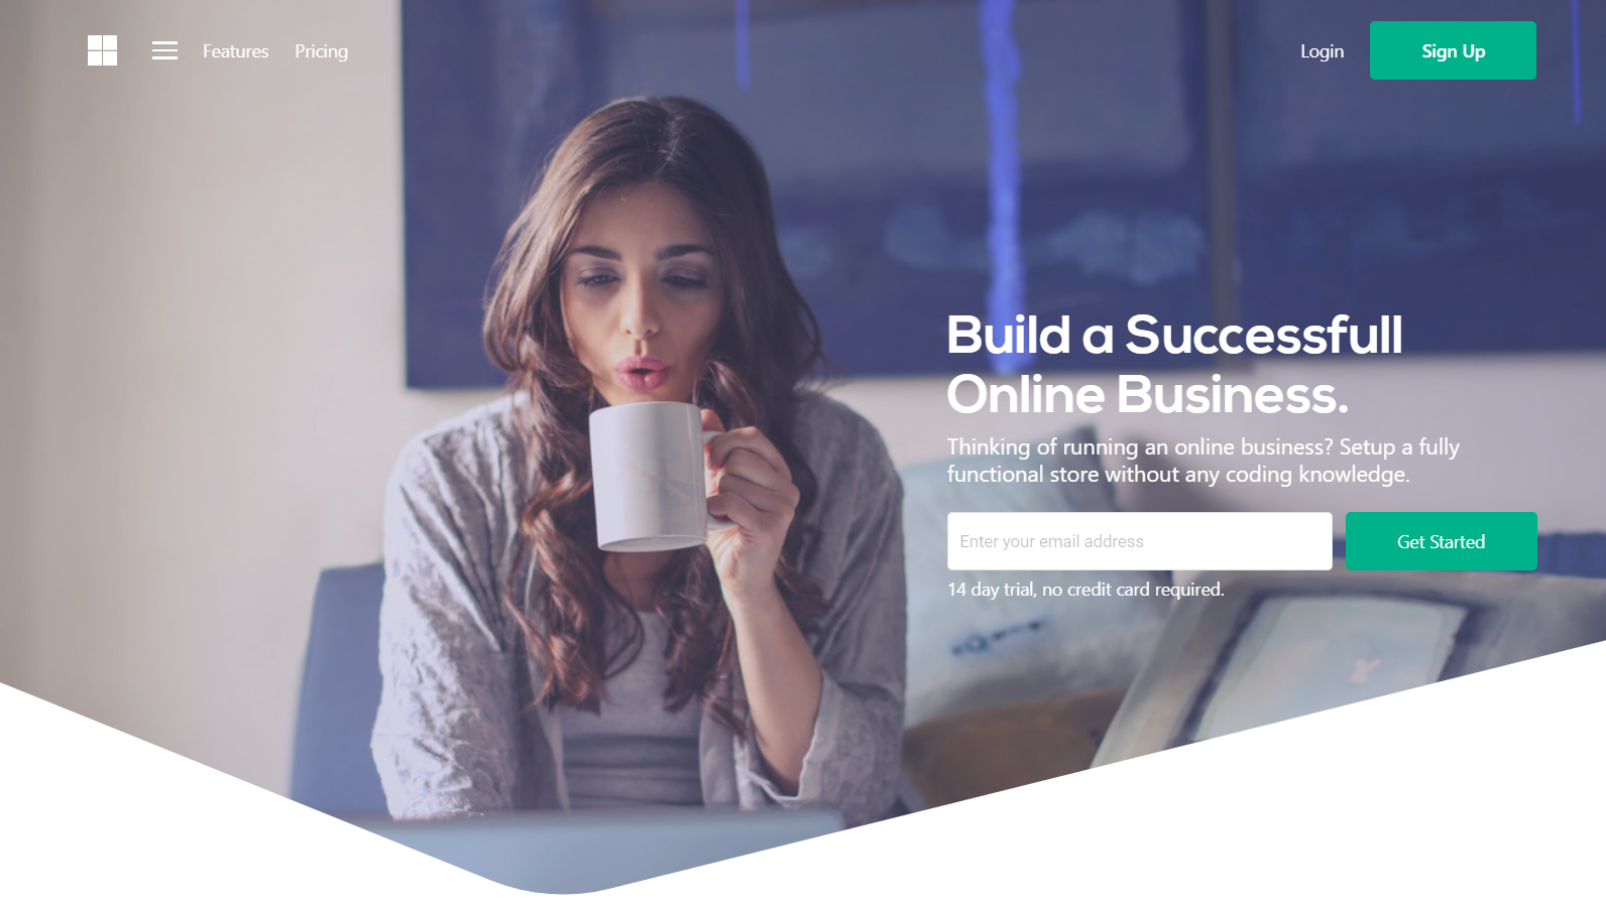 Features Pricing Login Sign Up
Build a Successfull
Online Business.
Thinking of running an online business? Setup a fully
functional store without any coding knowledge.
Enter your email address Get Started
14 day trial, no credit card required.